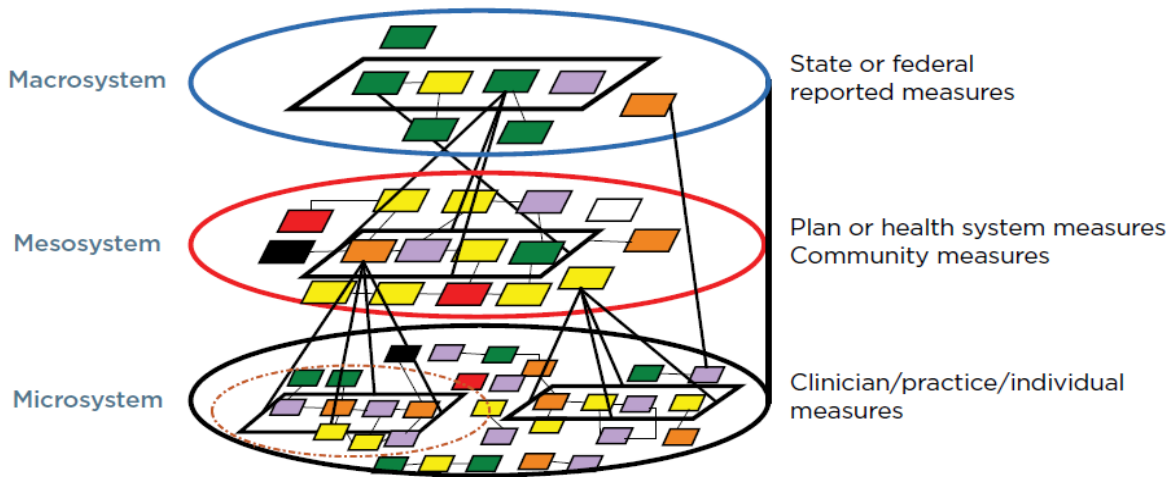 Macrosystem
State or federal
reported measures
Mesosystem
Plan or health system measures
Community measures
Microsystem
Clinician/practice/individual
measures